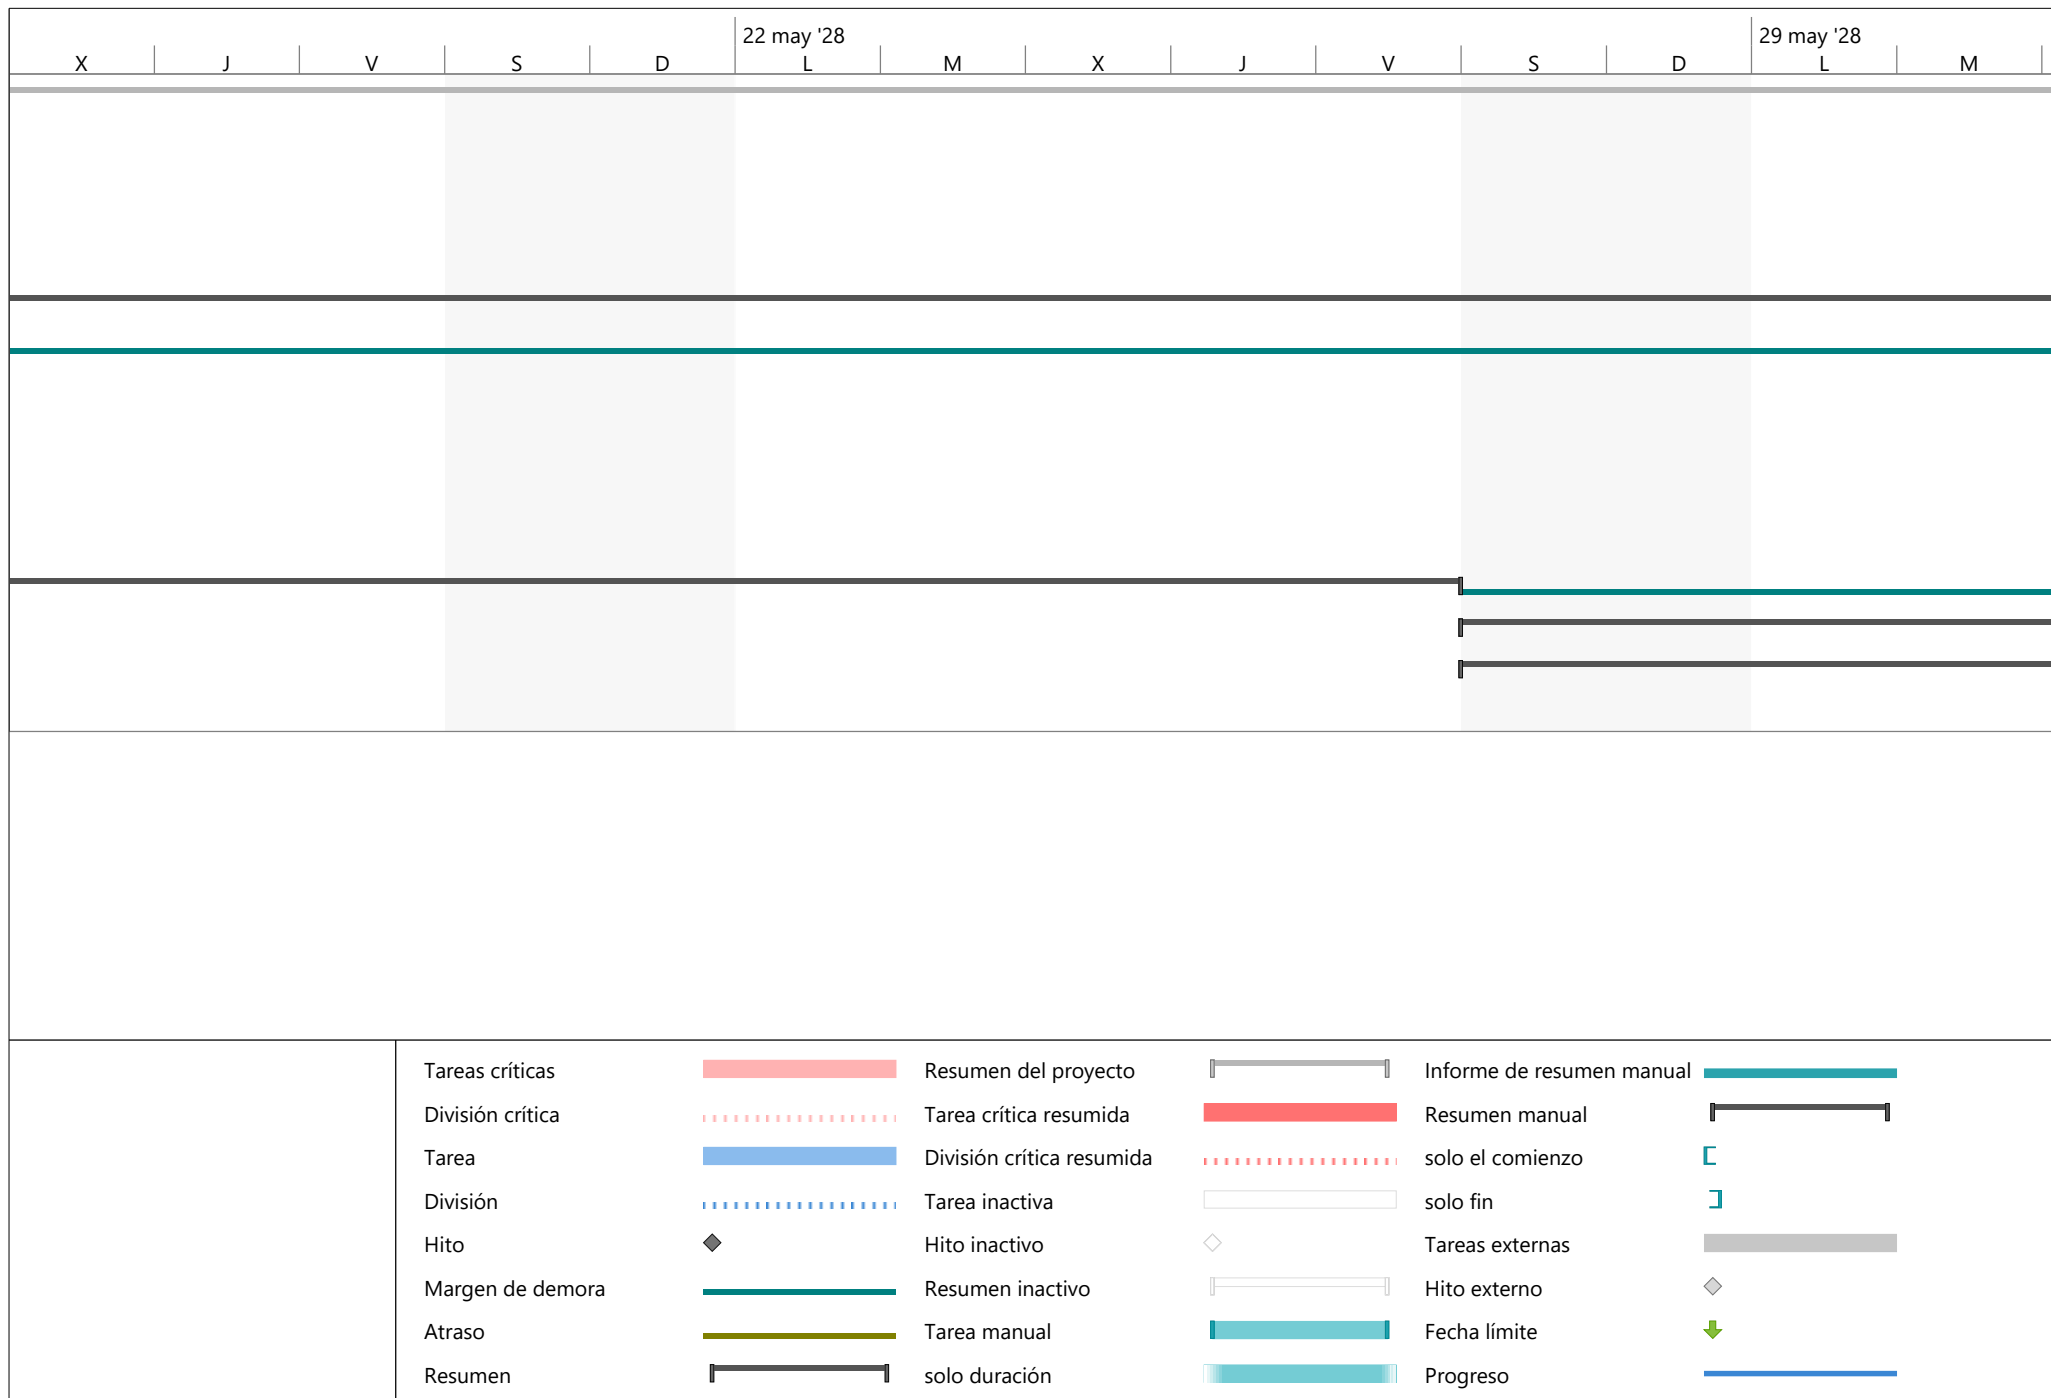 22 may '28 29 may '28
X J V S D L M X J V S D L M
Tareas críticas Resumen del proyecto Informe de resumen manual
División crítica Tarea crítica resumida Resumen manual
Tarea División crítica resumida solo el comienzo
División Tarea inactiva solo fin
Hito Hito inactivo Tareas externas
Margen de demora Resumen inactivo Hito externo
Atraso Tarea manual Fecha límite
Resumen solo duración Progreso